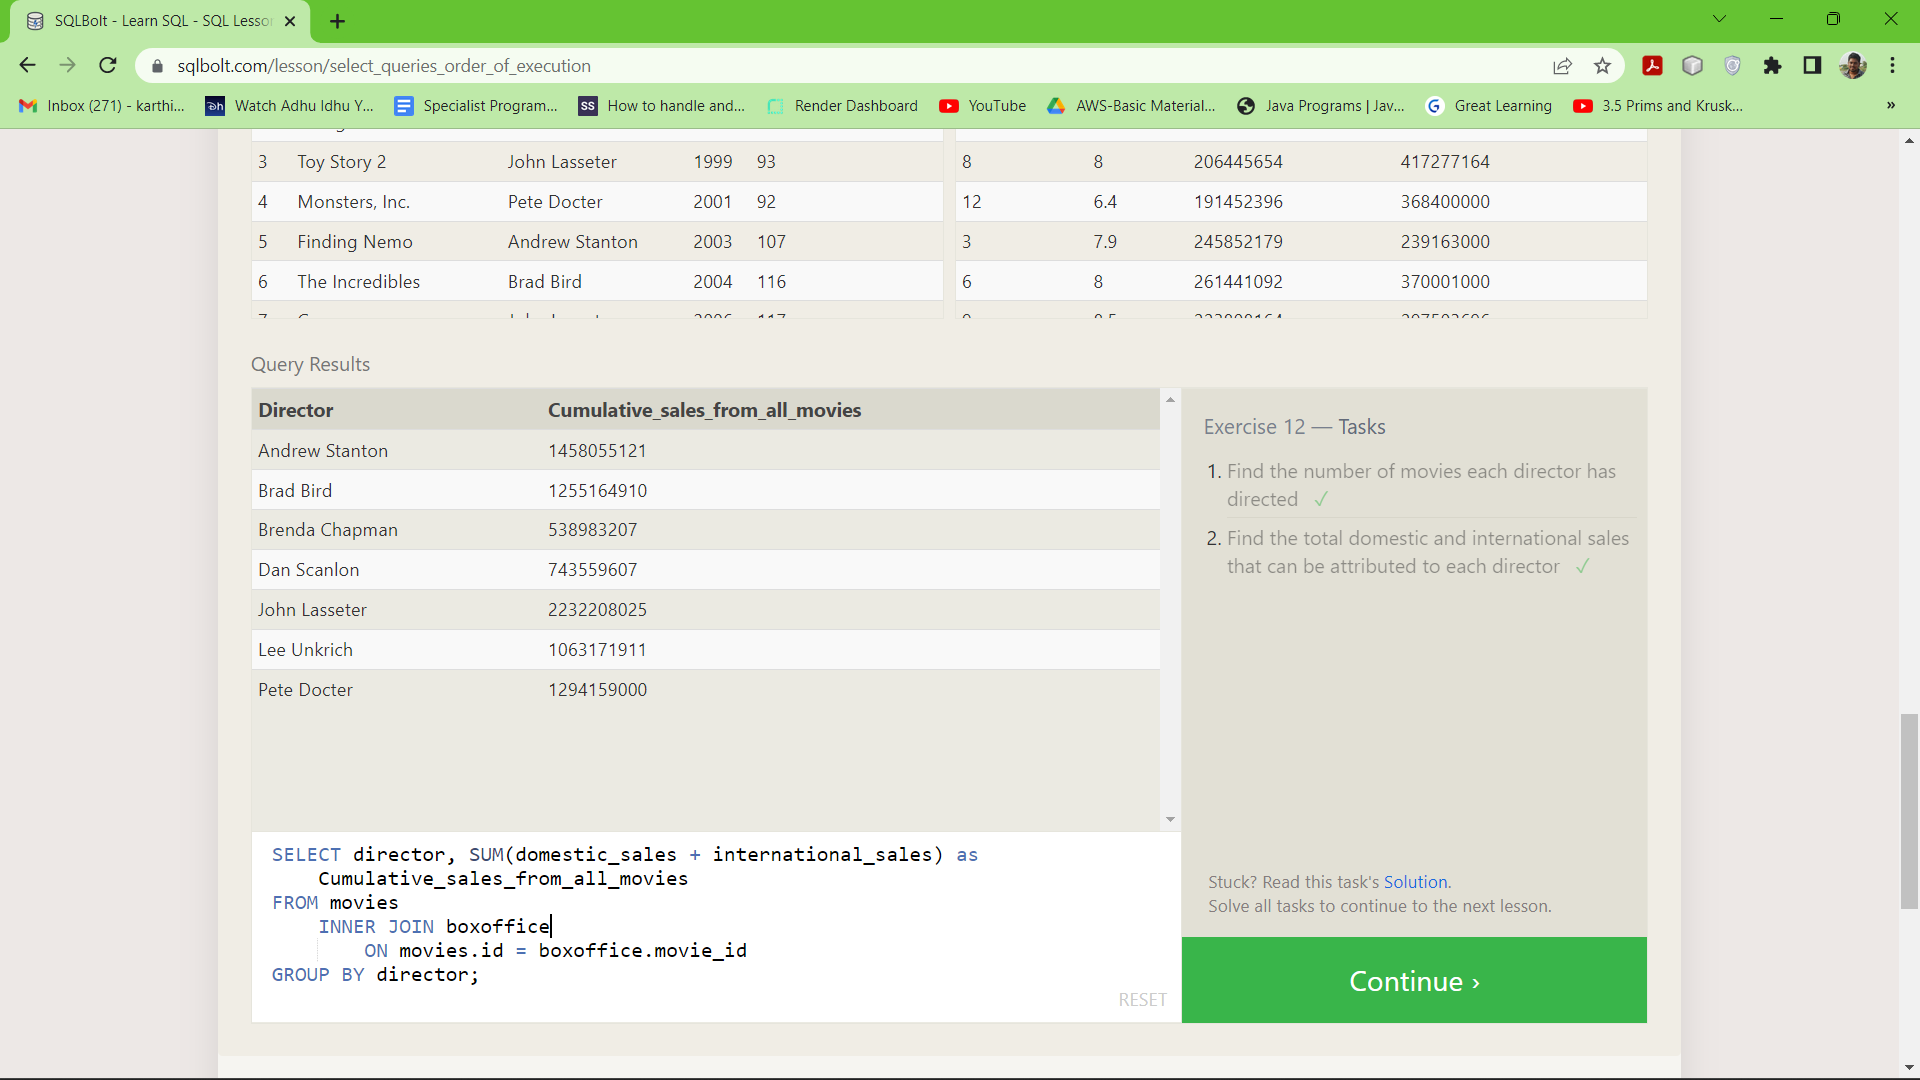 SQLBolt - Learn SQL - SQL Lesson
sqlbolt.com/lesson/select_queries_order_of_execution
Inbox (271) - karthi... Watch Adhu Idhu Y... Specialist Program... SS How to handle and... Render Dashboard YouTube AWS-Basic Material... Java Programs | Jav... Great Learning 3.5 Prims and Krusk... »
3 Toy Story 2 John Lasseter 1999 93 8 8 206445654 417277164
4 Monsters, Inc. Pete Docter 2001 92 12 6.4 191452396 368400000
5 Finding Nemo Andrew Stanton 2003 107 3 7.9 245852179 239163000
6 The Incredibles Brad Bird 2004 116 6 8 261441092 370001000
Query Results
Director Cumulative_sales_from_all_movies
Andrew Stanton 1458055121
Brad Bird 1255164910
Brenda Chapman 538983207
Dan Scanlon 743559607
John Lasseter 2232208025
Lee Unkrich 1063171911
Pete Docter 1294159000
Exercise 12 — Tasks
1. Find the number of movies each director has
directed ✓
2. Find the total domestic and international sales
that can be attributed to each director ✓
Stuck? Read this task's Solution.
Solve all tasks to continue to the next lesson.
Continue ›
SELECT director, SUM(domestic_sales + international_sales) as
Cumulative_sales_from_all_movies
FROM movies
INNER JOIN boxoffice
ON movies.id = boxoffice.movie_id
GROUP BY director;
RESET